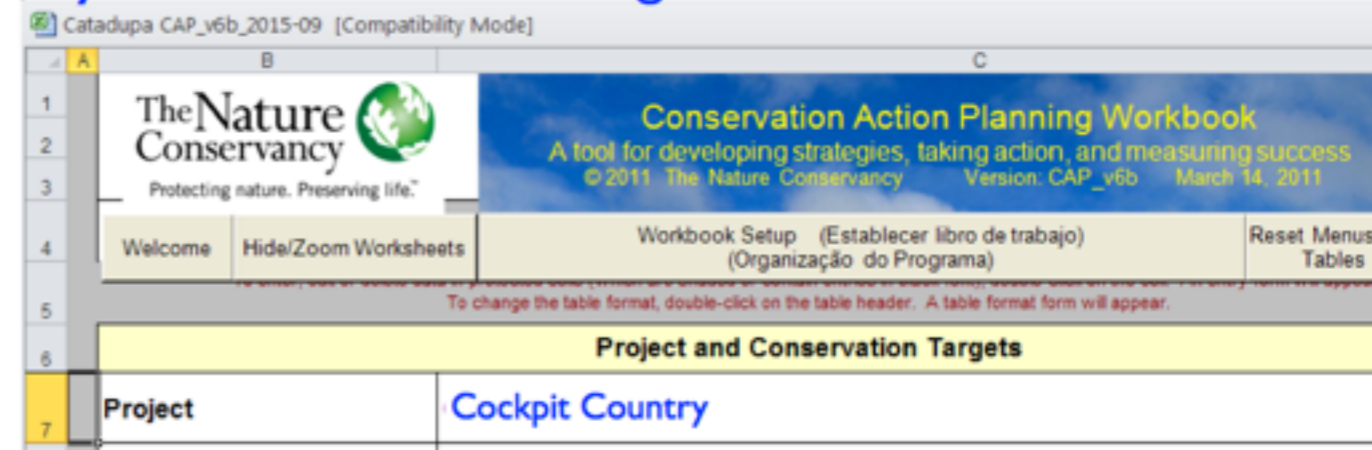 Catadupa CAP_v6b_2015-09 [Compatibility Mode]
A B C
1
The Nature
Conservancy
Protecting nature. Preserving life.™
Conservation Action Planning Workbook
2
A tool for developing strategies, taking action, and measuring success
3
© 2011 The Nature Conservancy Version: CAP_v6b March 14, 2011
4
Welcome Hide/Zoom Worksheets
Workbook Setup (Establecer libro de trabajo)
(Organização do Programa)
Reset Menus
Tables
5
To change the table format, double-click on the table header. A table format form will appear.
6 Project and Conservation Targets
7 Project Cockpit Country